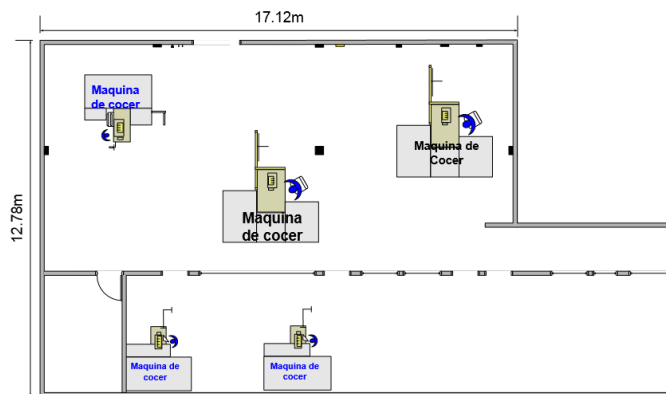 17.12m
12.78m
Maquina
de cocer
Maquina de
Cocer
Maquina
de cocer
Maquina de
cocer
Maquina de
cocer